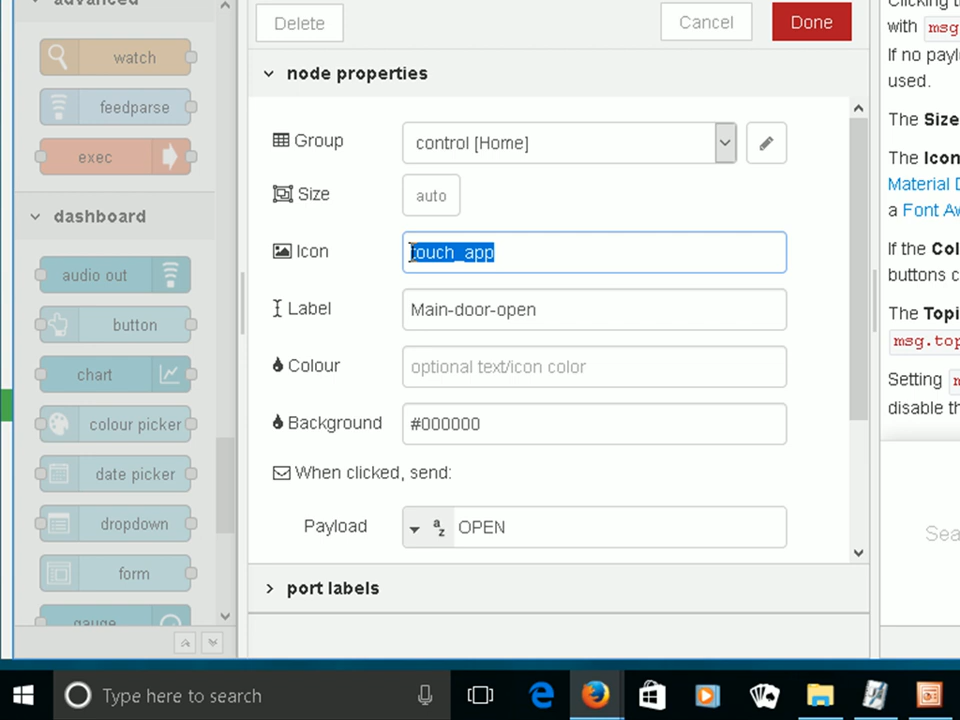 advanced
watch
feedparse
exec
dashboard
audio out
button
chart
colour picker
date picker
dropdown
form
gauge
Delete
Cancel
Done
node properties
Group
control [Home]
Size
auto
Icon
touch_app
Label
Main-door-open
Colour
optional text/icon color
Background
#000000
When clicked, send:
Payload
az OPEN
port labels
Clicking
with msg
If no payl
used.
The Size
The Icon
Material D
a Font Aw
If the Col
buttons c
The Topi
msg.top
Setting m
disable th
Sea
Type here to search